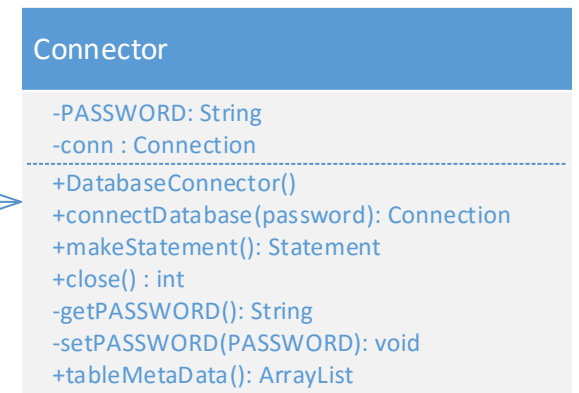 Connector
-PASSWORD: String
-conn : Connection
+DatabaseConnector()
+connectDatabase(password): Connection
+makeStatement(): Statement
+close() : int
-getPASSWORD(): String
-setPASSWORD(PASSWORD): void
+tableMetaData(): ArrayList